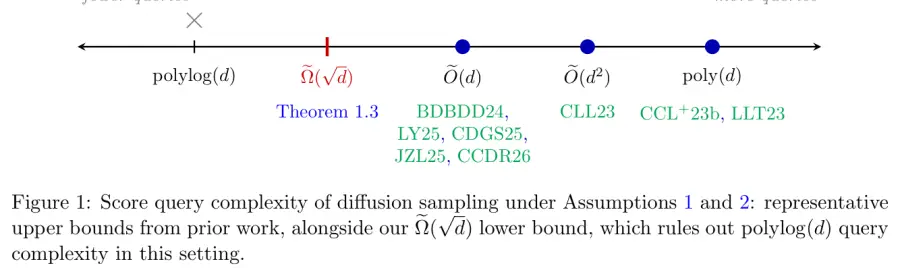 polylog(d) Ω̃(√d) Õ(d) Õ(d²) poly(d)
Theorem 1.3 BDBDD24, CLL23 CCL⁺23b, LLT23
LY25, CDGS25,
JZL25, CCDR26
Figure 1: Score query complexity of diffusion sampling under Assumptions 1 and 2: representative
upper bounds from prior work, alongside our Ω̃(√d) lower bound, which rules out polylog(d) query
complexity in this setting.